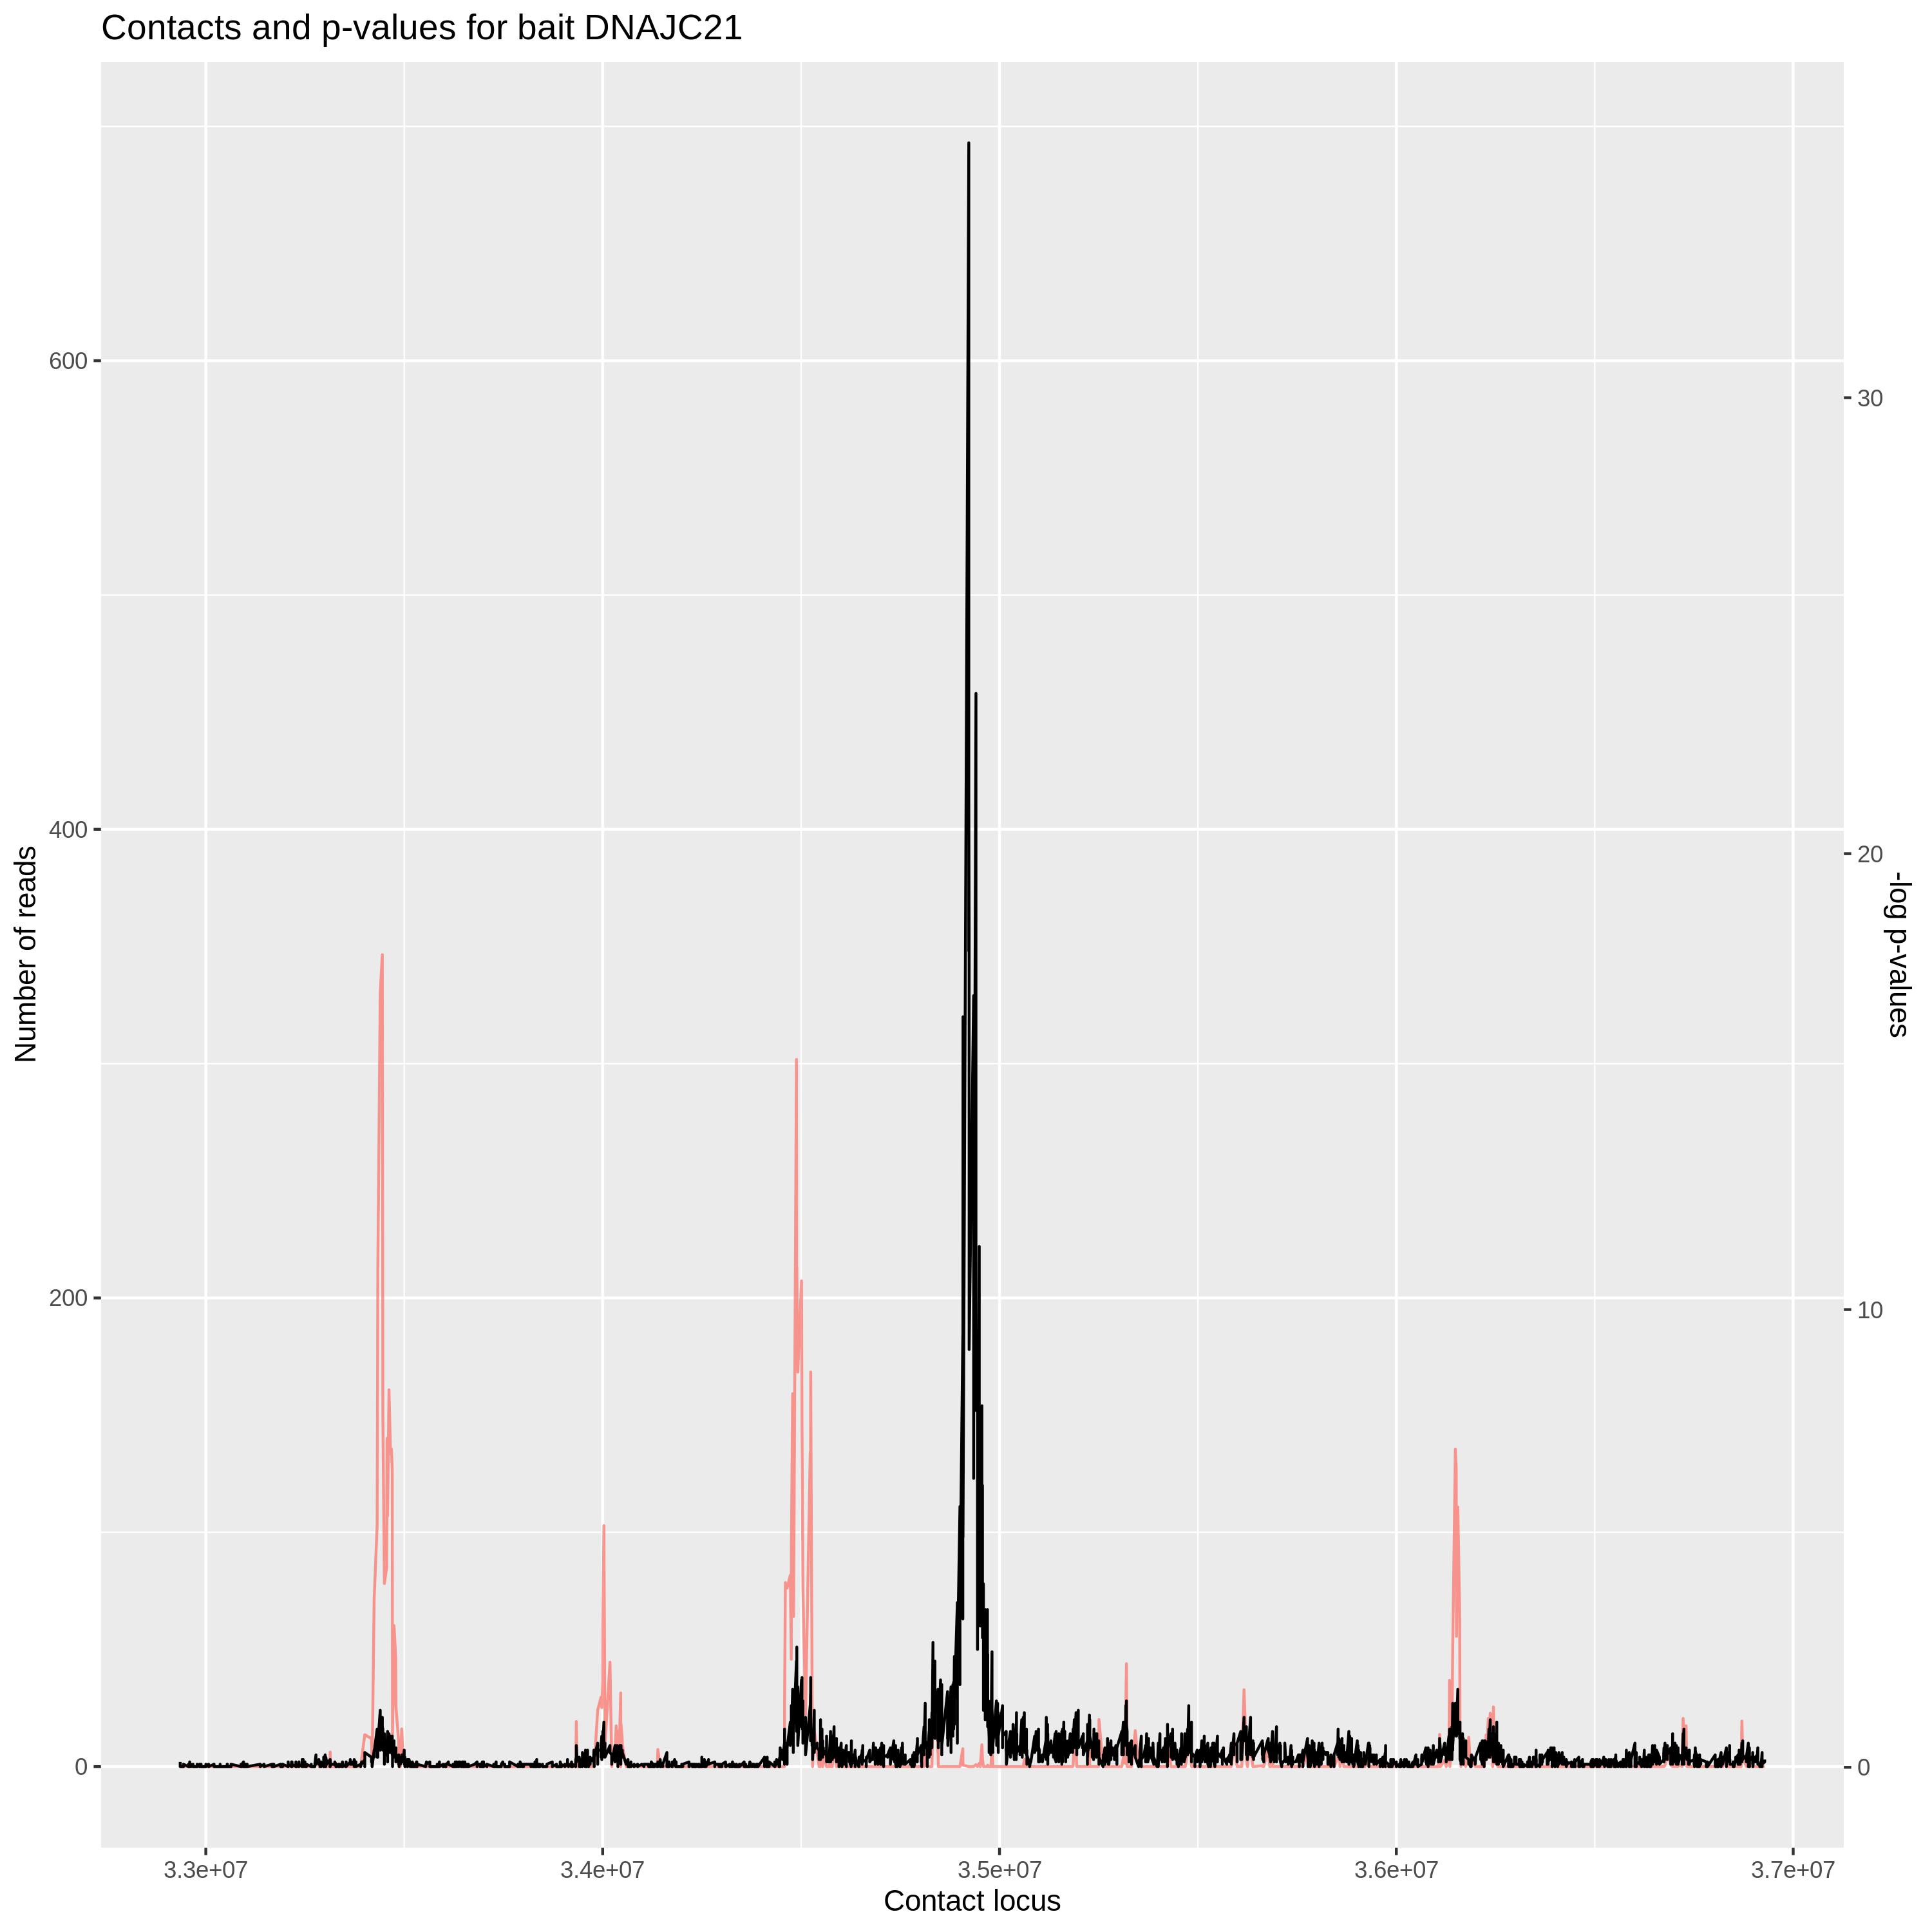 Contacts and p-values for bait DNAJC21
Number of reads
600
400
200
0
30
20
10
0
-log p-values
3.3e+07
3.4e+07
3.5e+07
3.6e+07
3.7e+07
Contact locus